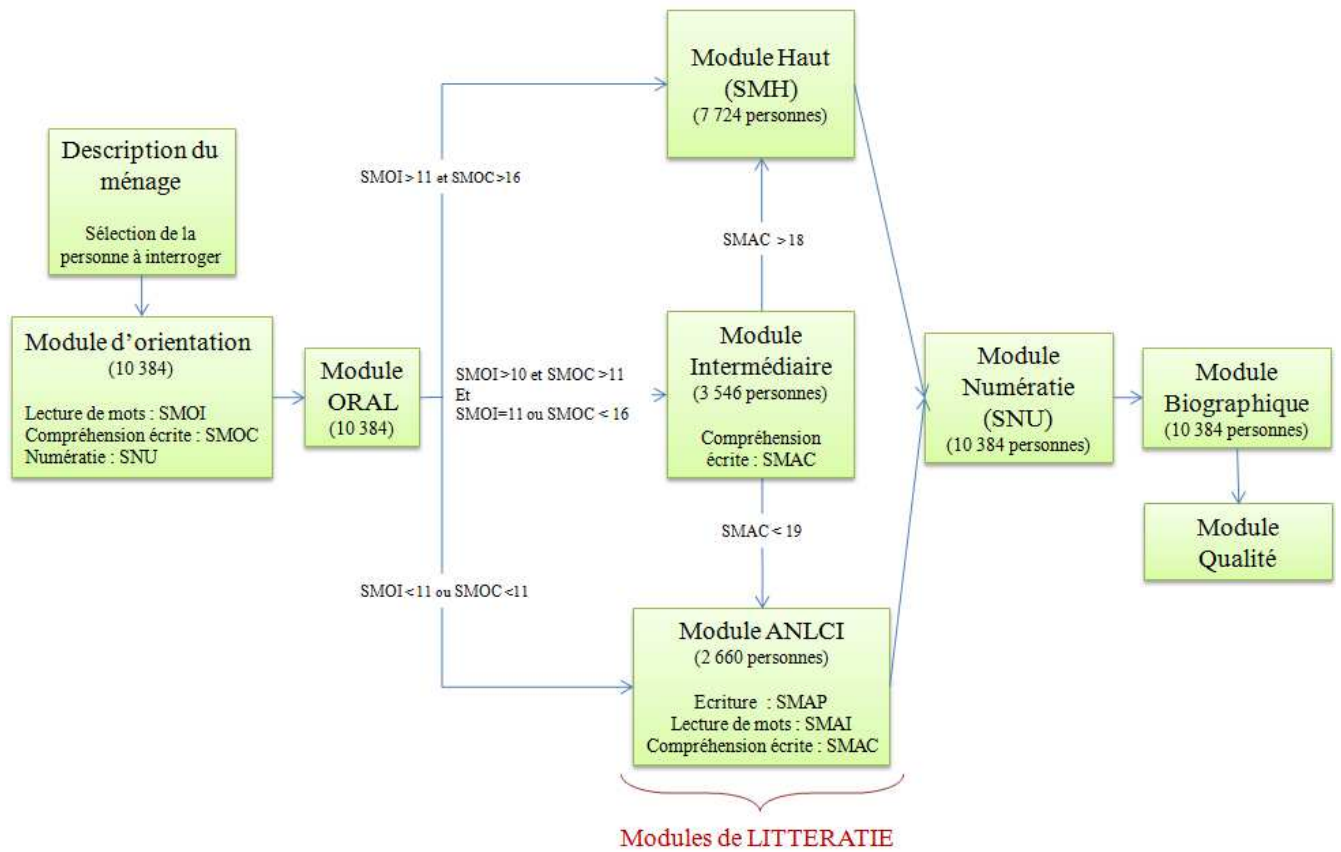 Description du
ménage
Sélection de la
personne à interroger
Module d’orientation
(10 384)
Lecture de mots : SMOI
Compréhension écrite : SMOC
Numératie : SNU
Module
ORAL
(10 384)
SMOI > 11 et SMOC >16
SMOI >10 et SMOC >11
Et
SMOI=11 ou SMOC < 16
SMOI < 11 ou SMOC <11
Module Haut
(SMH)
(7 724 personnes)
SMAC >18
Module
Intermédiaire
(3 546 personnes)
Compréhension
écrite : SMAC
SMAC < 19
Module ANLCI
(2 660 personnes)
Ecriture : SMAP
Lecture de mots : SMAI
Compréhension écrite : SMAC
Modules de LITTERATIE
Module
Numératie
(SNU)
(10 384 personnes)
Module
Biographique
(10 384 personnes)
Module
Qualité